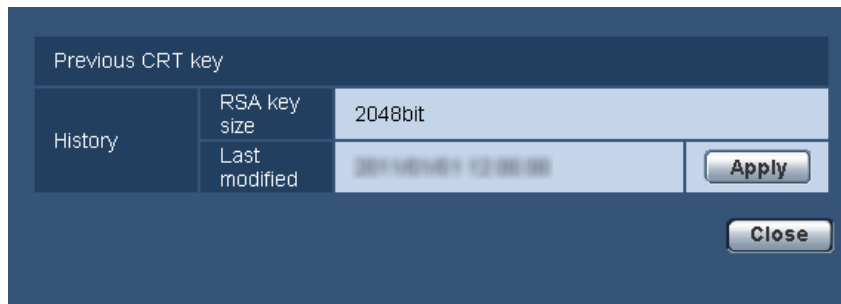 Previous CRT key
History
RSA key
size
2048bit
Last
modified
Apply
Close